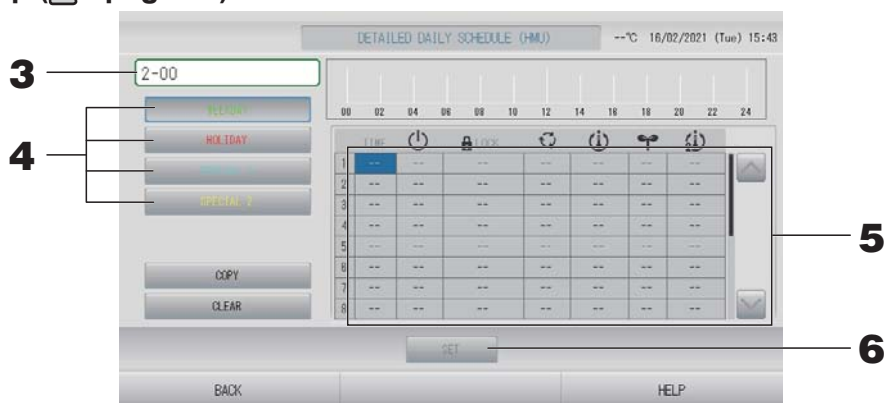 DETAILED DAILY SCHEDULE (HMU) --°C 16/02/2021 (Tue) 15:43
3
2-00
00 02 04 06 08 10 12 14 16 18 20 22 24
4
HOLIDAY
SPECIAL 2
TIME LOCK
1 -- -- -- -- -- -- --
2 -- -- -- -- -- -- --
3 -- -- -- -- -- -- --
4 -- -- -- -- -- -- --
5 -- -- -- -- -- -- --
6 -- -- -- -- -- -- --
7 -- -- -- -- -- -- --
8 -- -- -- -- -- -- --
5
COPY
CLEAR
SET
6
BACK HELP